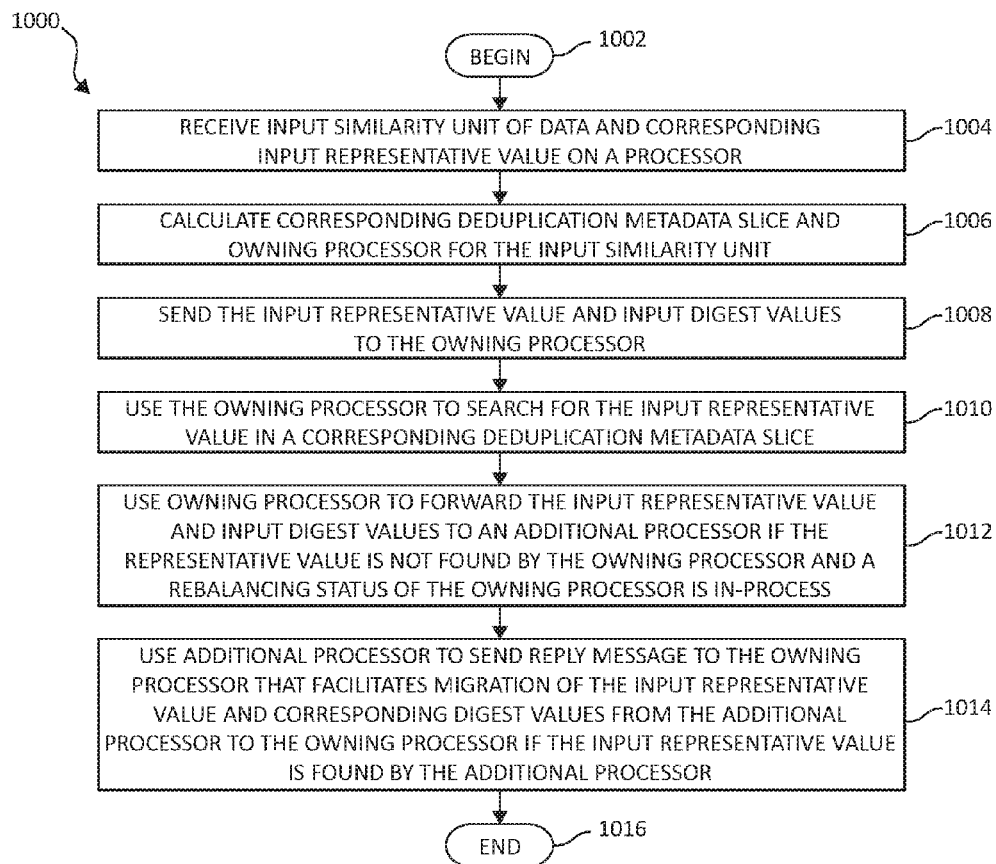 1000
BEGIN
1002
RECEIVE INPUT SIMILARITY UNIT OF DATA AND CORRESPONDING
INPUT REPRESENTATIVE VALUE ON A PROCESSOR
1004
CALCULATE CORRESPONDING DEDUPLICATION METADATA SLICE AND
OWNING PROCESSOR FOR THE INPUT SIMILARITY UNIT
1006
SEND THE INPUT REPRESENTATIVE VALUE AND INPUT DIGEST VALUES
TO THE OWNING PROCESSOR
1008
USE THE OWNING PROCESSOR TO SEARCH FOR THE INPUT REPRESENTATIVE
VALUE IN A CORRESPONDING DEDUPLICATION METADATA SLICE
1010
USE OWNING PROCESSOR TO FORWARD THE INPUT REPRESENTATIVE VALUE
AND INPUT DIGEST VALUES TO AN ADDITIONAL PROCESSOR IF THE
REPRESENTATIVE VALUE IS NOT FOUND BY THE OWNING PROCESSOR AND A
REBALANCING STATUS OF THE OWNING PROCESSOR IS IN-PROCESS
1012
USE ADDITIONAL PROCESSOR TO SEND REPLY MESSAGE TO THE OWNING
PROCESSOR THAT FACILITATES MIGRATION OF THE INPUT REPRESENTATIVE
VALUE AND CORRESPONDING DIGEST VALUES FROM THE ADDITIONAL
PROCESSOR TO THE OWNING PROCESSOR IF THE INPUT REPRESENTATIVE VALUE
IS FOUND BY THE ADDITIONAL PROCESSOR
1014
END
1016